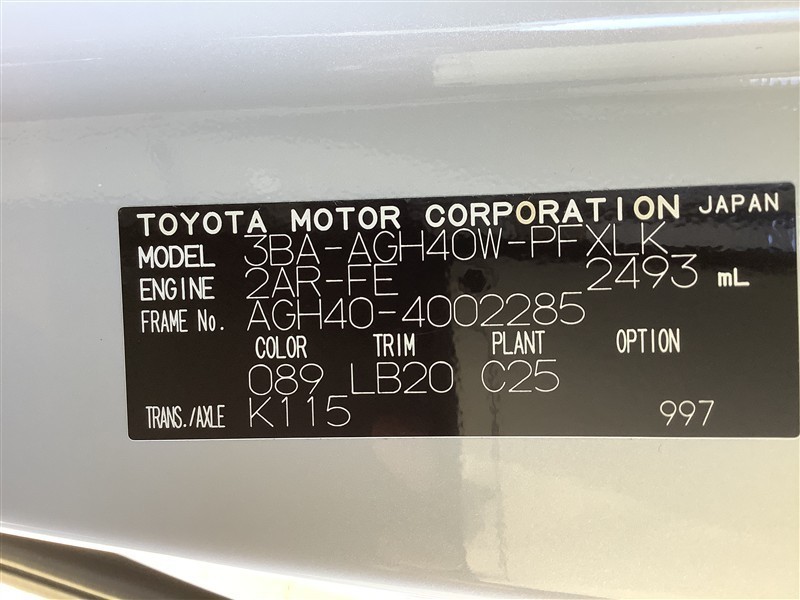 TOYOTA MOTOR CORPORATION JAPAN
MODEL 3BA-AGH40W-PFXLK
ENGINE 2AR-FE 2493 mL
FRAME No. AGH40-4002285
COLOR TRIM PLANT OPTION
089 LB20 C25
TRANS./AXLE K115 997